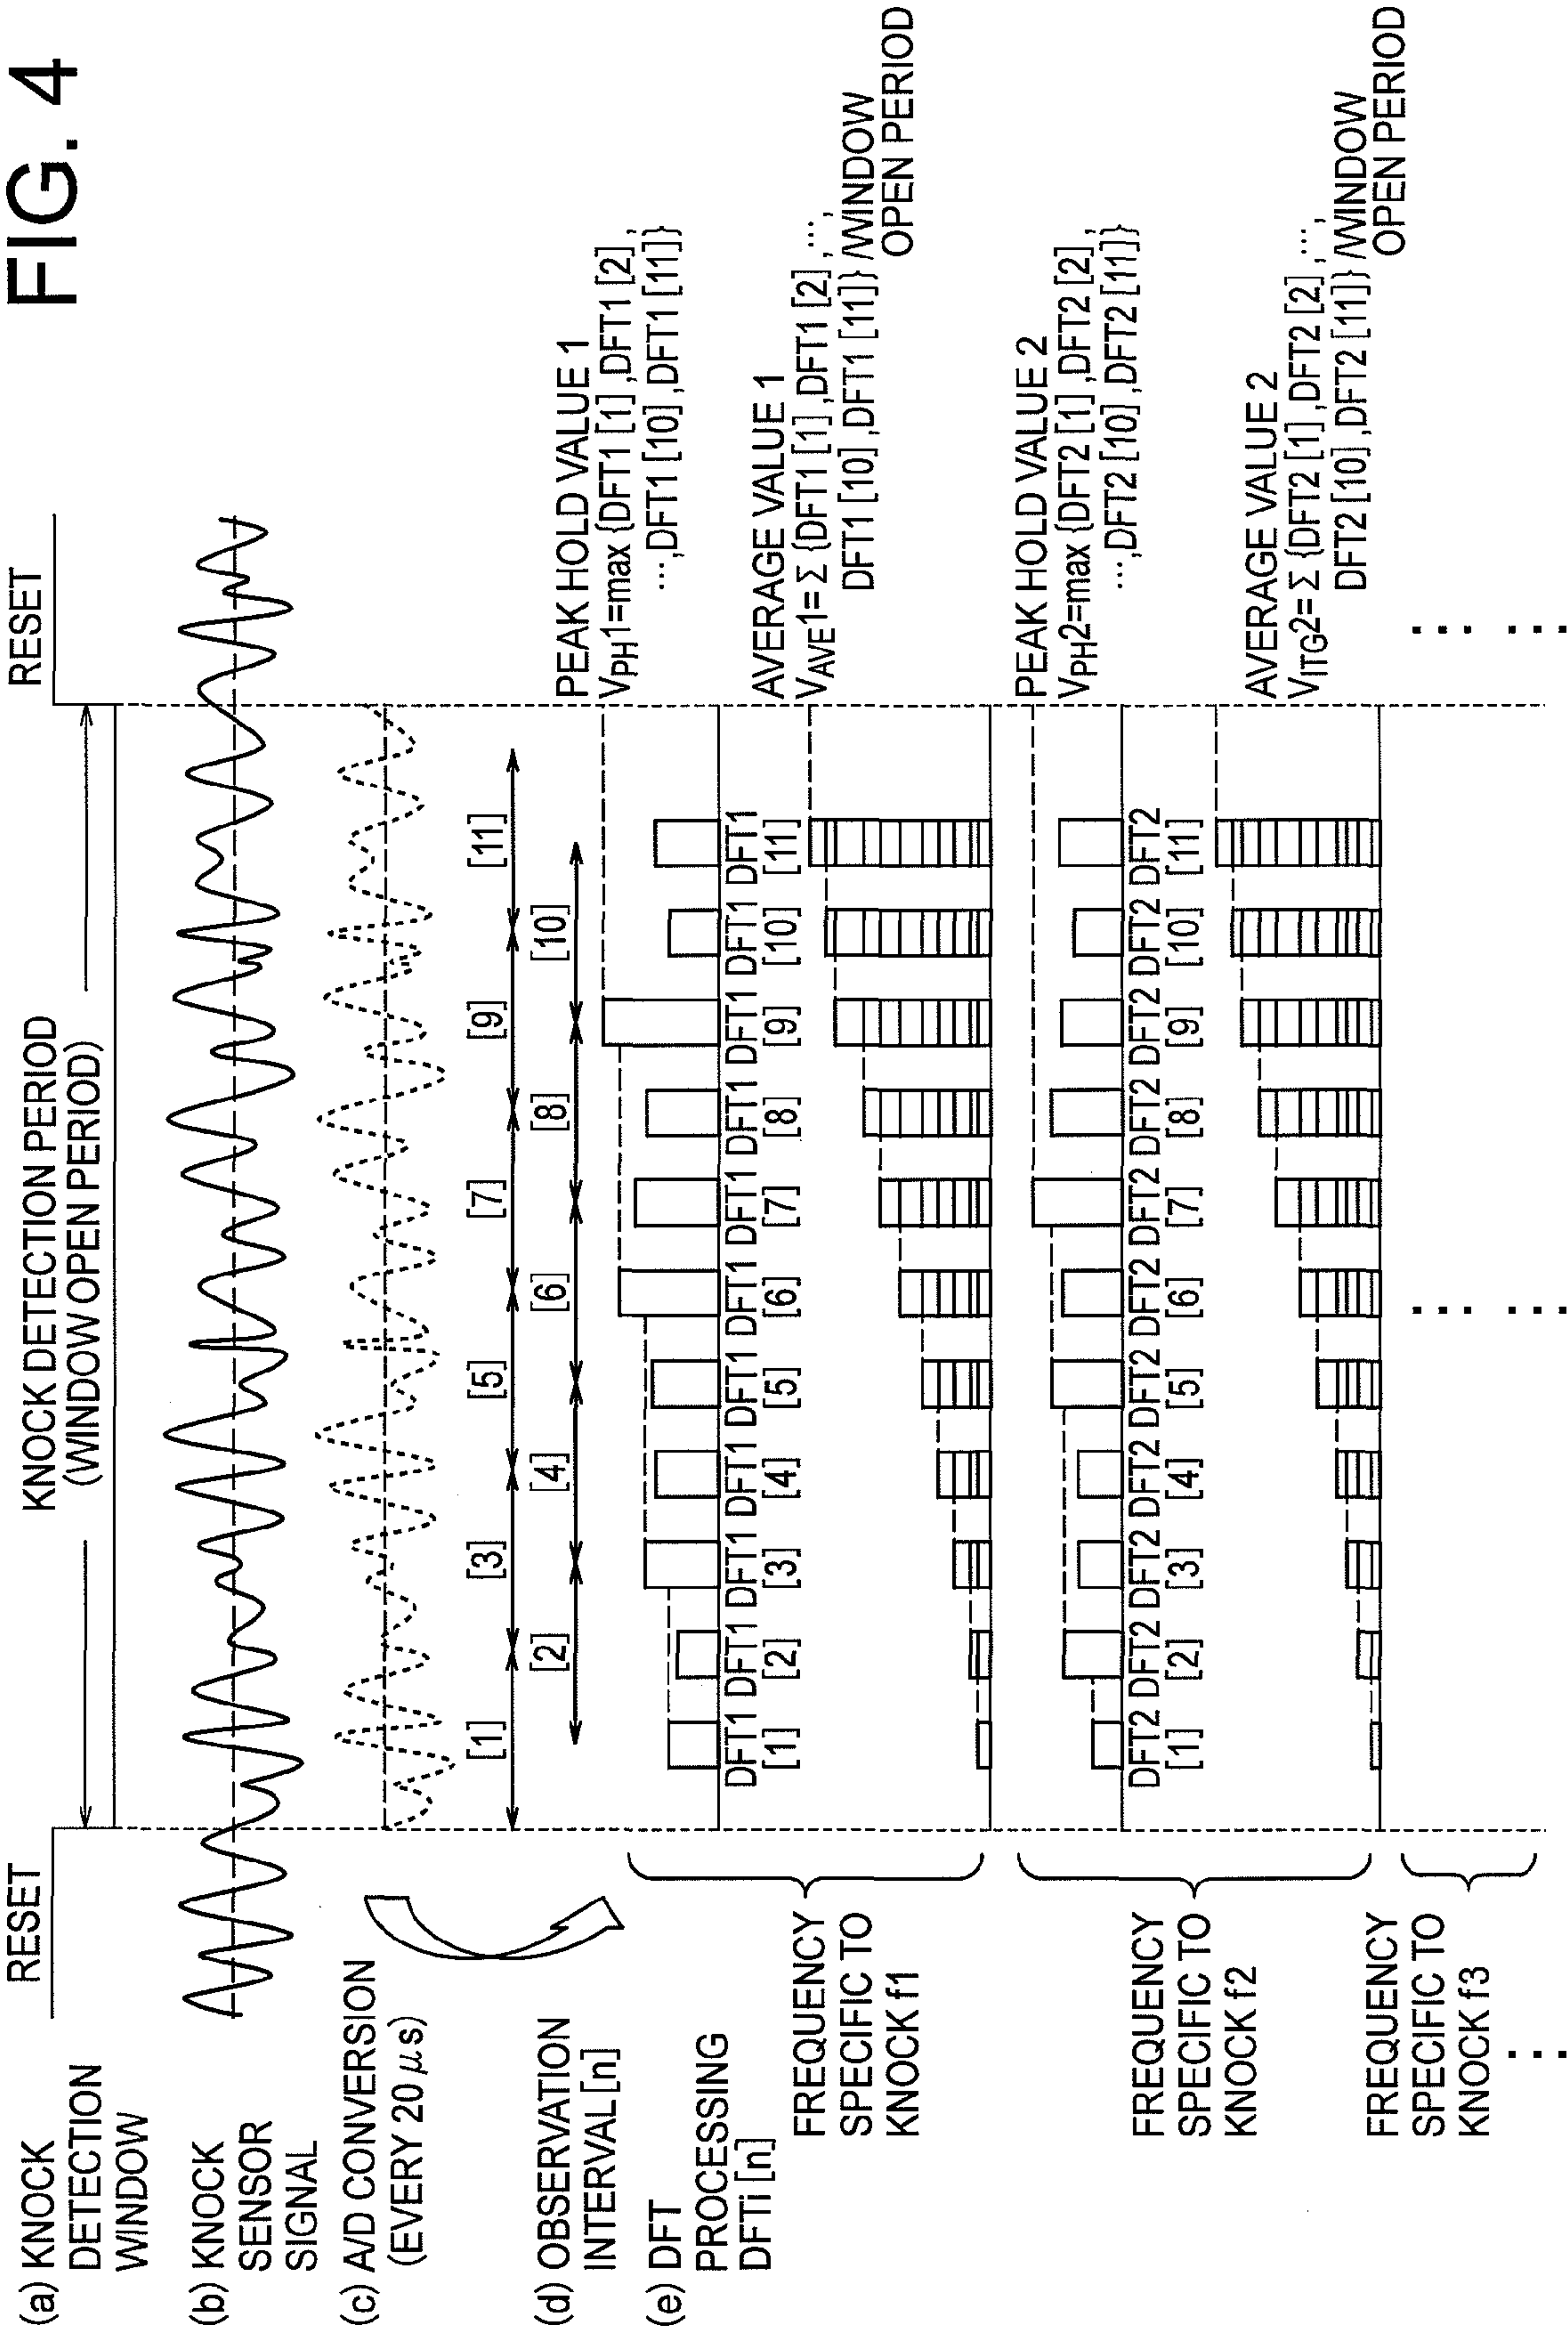 FIG. 4
(a) KNOCK
DETECTION
WINDOW
RESET
KNOCK DETECTION PERIOD
(WINDOW OPEN PERIOD)
RESET
(b) KNOCK
SENSOR
SIGNAL
(c) A/D CONVERSION
(EVERY 20 μs)
(d) OBSERVATION
INTERVAL[n]
[1] [3] [5] [7] [9] [11]
[2] [4] [6] [8] [10]
(e) DFT
PROCESSING
DFTi [n]
FREQUENCY
SPECIFIC TO
KNOCK f1
PEAK HOLD VALUE 1
VPH1=max {DFT1 [1] ,DFT1 [2] ,
⋯,DFT1 [10] ,DFT1 [11]}
DFT1 DFT1 DFT1 DFT1 DFT1 DFT1 DFT1 DFT1 DFT1 DFT1 DFT1
[1] [2] [3] [4] [5] [6] [7] [8] [9] [10] [11]
AVERAGE VALUE 1
VAVE1=Σ {DFT1 [1] ,DFT1 [2] ,⋯,
DFT1 [10] ,DFT1 [11]} /WINDOW
OPEN PERIOD
FREQUENCY
SPECIFIC TO
KNOCK f2
PEAK HOLD VALUE 2
VPH2=max {DFT2 [1] ,DFT2 [2] ,
⋯,DFT2 [10] ,DFT2 [11]}
DFT2 DFT2 DFT2 DFT2 DFT2 DFT2 DFT2 DFT2 DFT2 DFT2 DFT2
[1] [2] [3] [4] [5] [6] [7] [8] [9] [10] [11]
AVERAGE VALUE 2
VITG2=Σ {DFT2 [1] ,DFT2 [2] ,⋯,
DFT2 [10] ,DFT2 [11]} /WINDOW
OPEN PERIOD
FREQUENCY
SPECIFIC TO
KNOCK f3